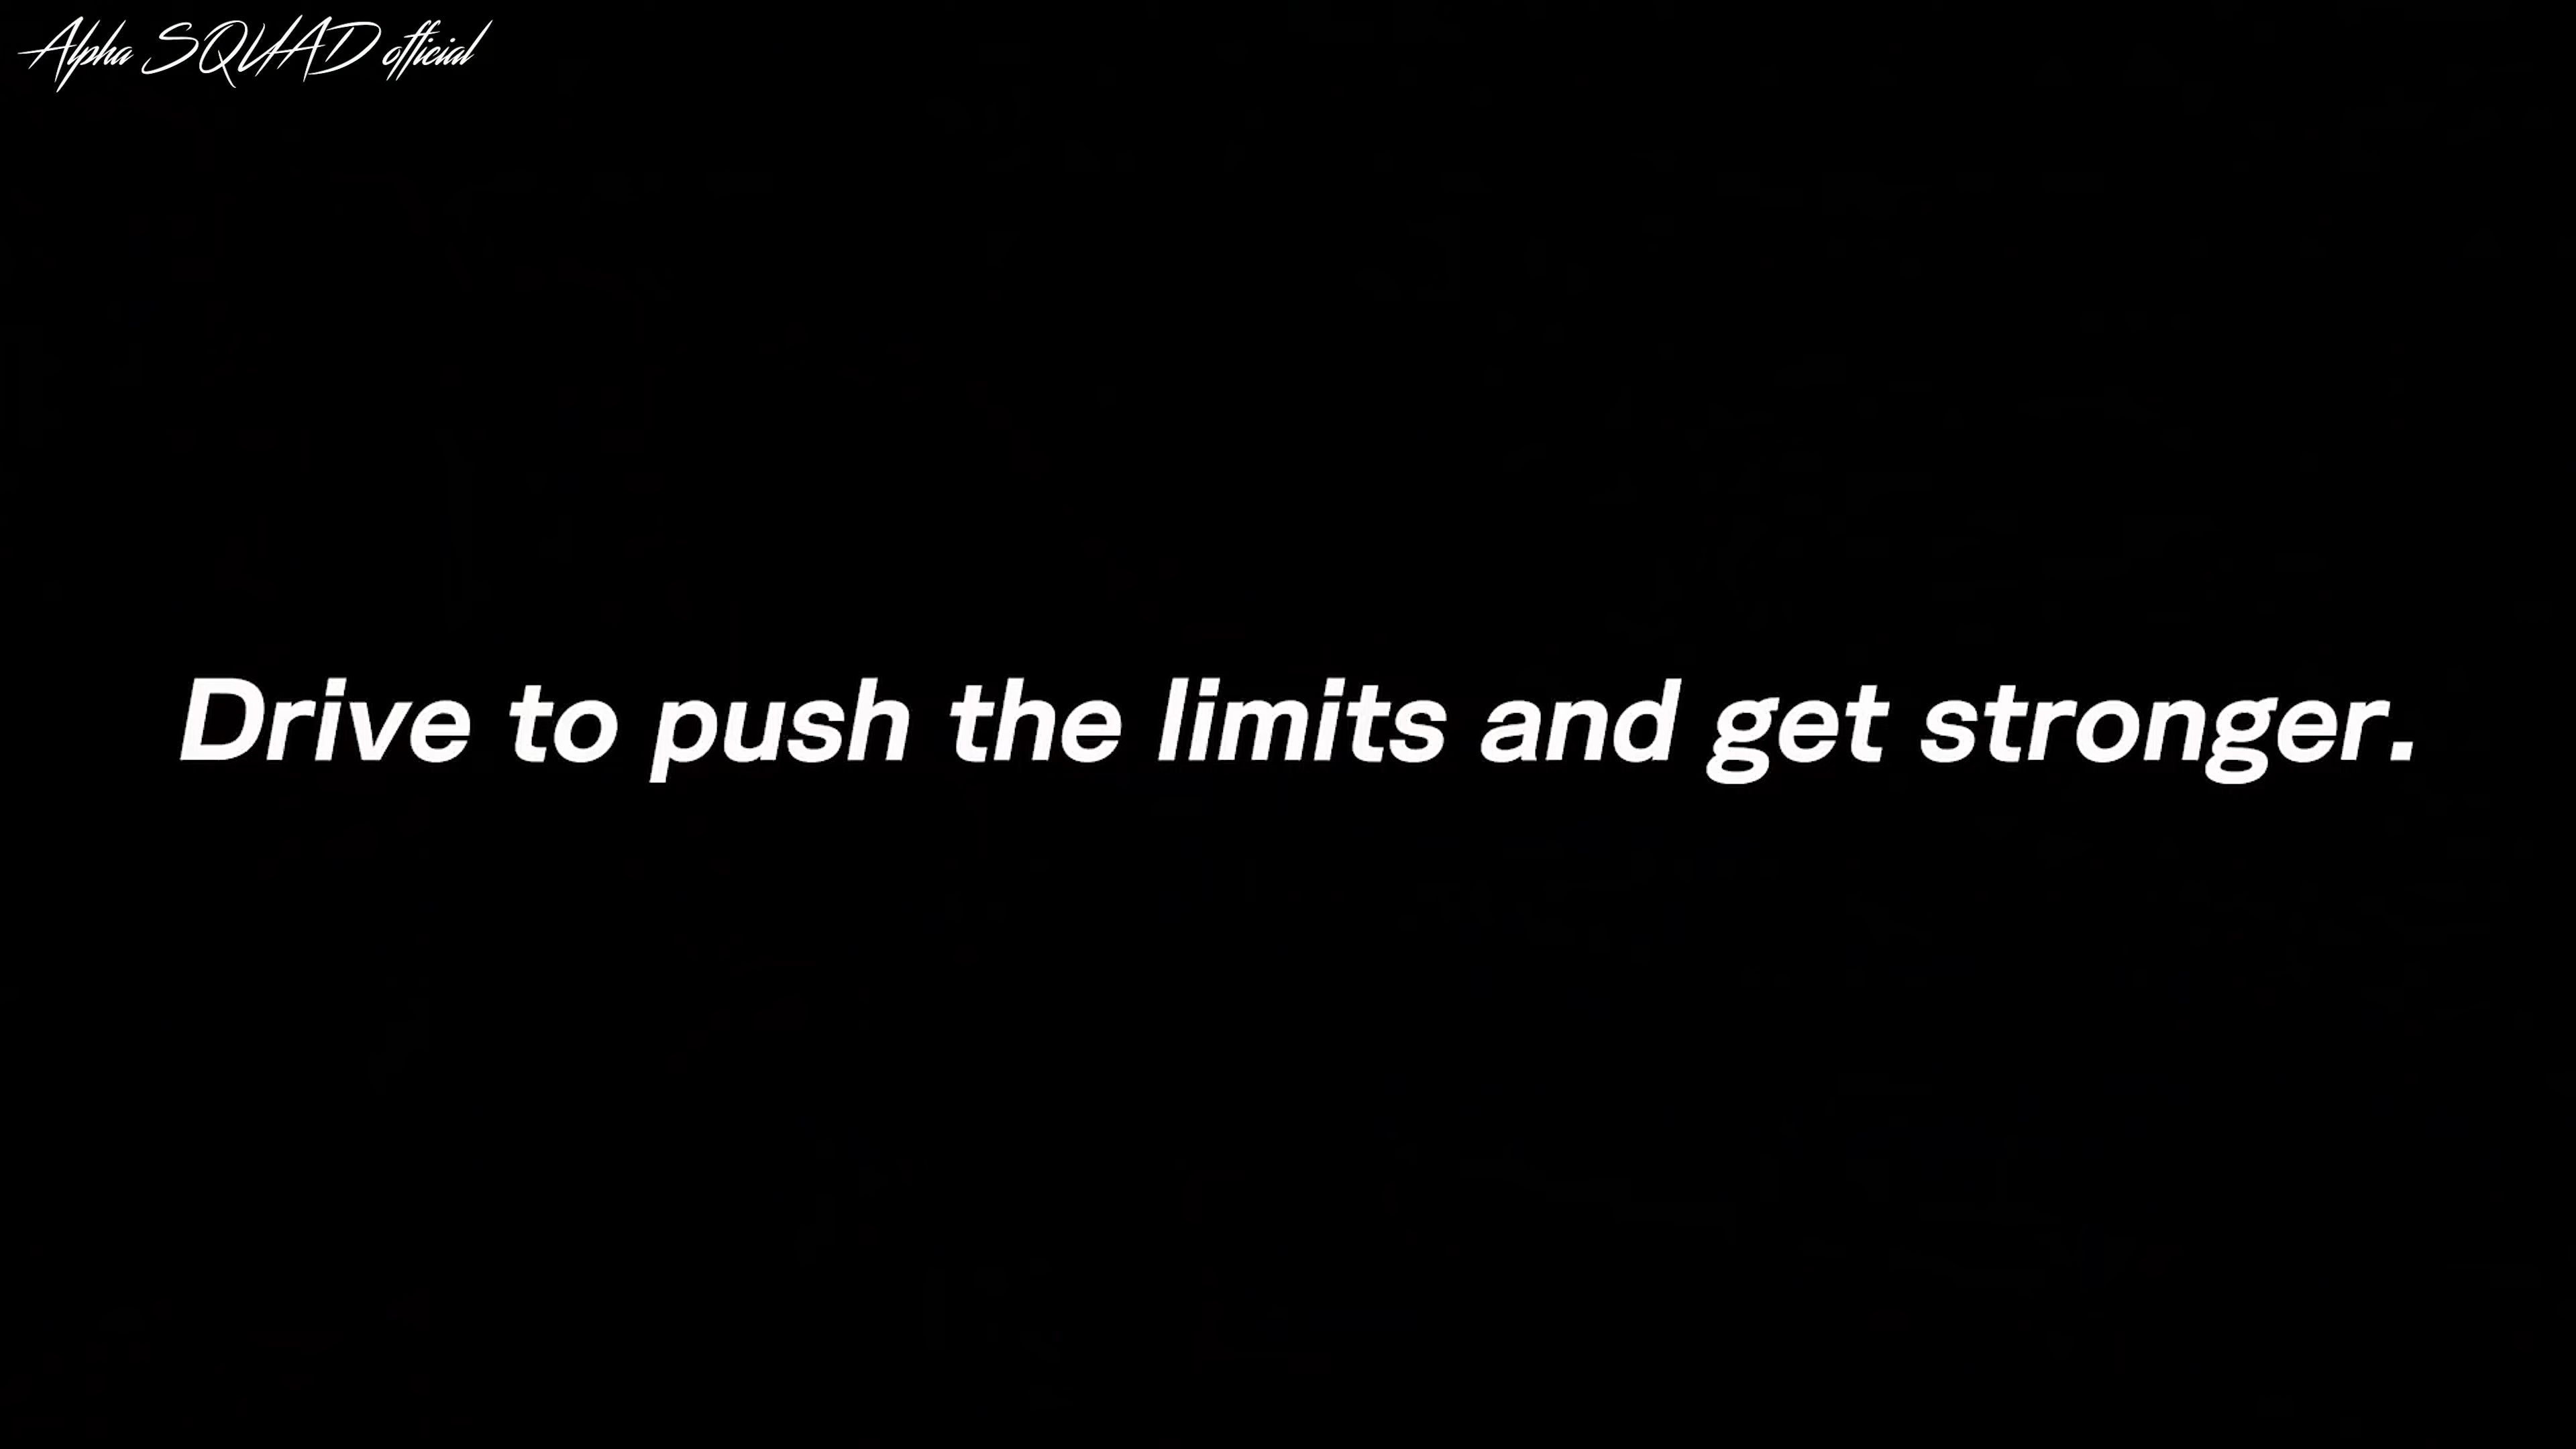 Alpha SQUAD official
Drive to push the limits and get stronger.